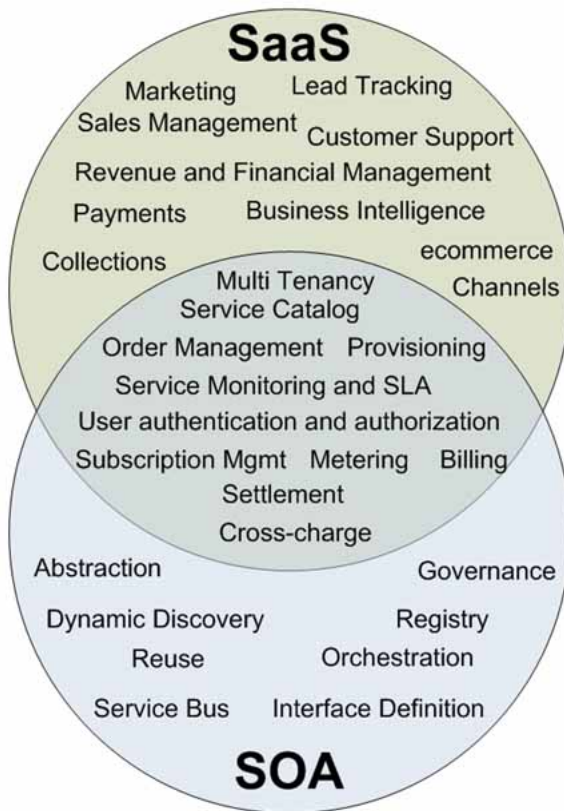 SaaS
Marketing Lead Tracking
Sales Management Customer Support
Revenue and Financial Management
Payments Business Intelligence
Collections ecommerce
Multi Tenancy Channels
Service Catalog
Order Management Provisioning
Service Monitoring and SLA
User authentication and authorization
Subscription Mgmt Metering Billing
Settlement
Cross-charge
Abstraction Governance
Dynamic Discovery Registry
Reuse Orchestration
Service Bus Interface Definition
SOA